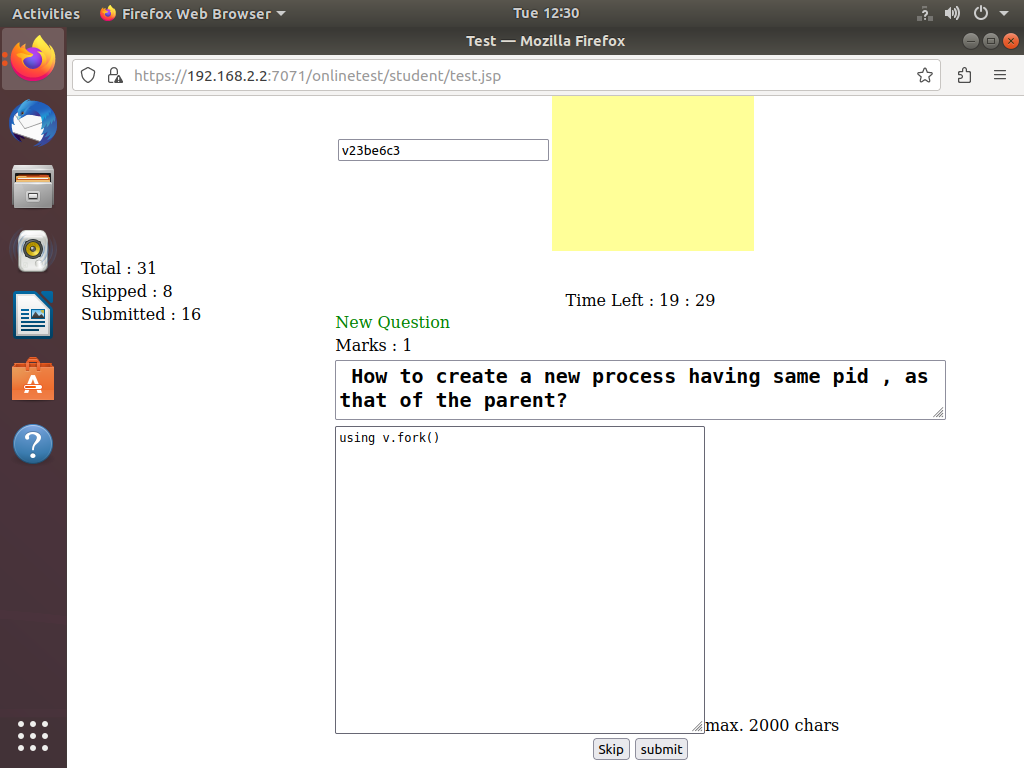 Activities
Firefox Web Browser
Tue 12:30
Test — Mozilla Firefox
https://192.168.2.2:7071/onlinetest/student/test.jsp
v23be6c3
Total : 31
Skipped : 8
Submitted : 16
Time Left : 19 : 29
New Question
Marks : 1
How to create a new process having same pid , as
that of the parent?
using v.fork()
max. 2000 chars
Skip
submit